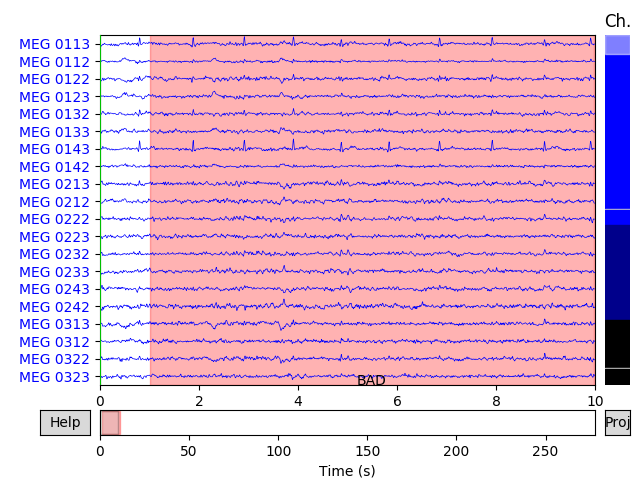 Ch.
MEG 0113
MEG 0112
MEG 0122
MEG 0123
MEG 0132
MEG 0133
MEG 0143
MEG 0142
MEG 0213
MEG 0212
MEG 0222
MEG 0223
MEG 0232
MEG 0233
MEG 0243
MEG 0242
MEG 0313
MEG 0312
MEG 0322
MEG 0323
BAD
0 2 4 6 8 10
Help Proj
0 50 100 150 200 250
Time (s)